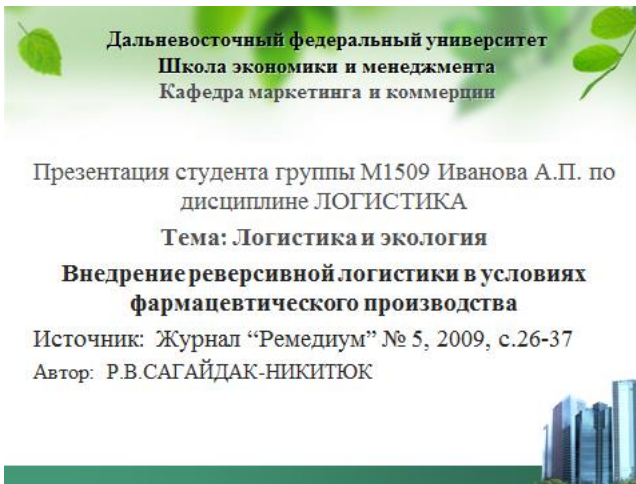 Дальневосточный федеральный университет
Школа экономики и менеджмента
Кафедра маркетинга и коммерции
Презентация студента группы М1509 Иванова А.П. по
дисциплине ЛОГИСТИКА
Тема: Логистика и экология
Внедрение реверсивной логистики в условиях
фармацевтического производства
Источник: Журнал “Ремедиум” № 5, 2009, с.26-37
Автор: Р.В.САГАЙДАК-НИКИТЮК